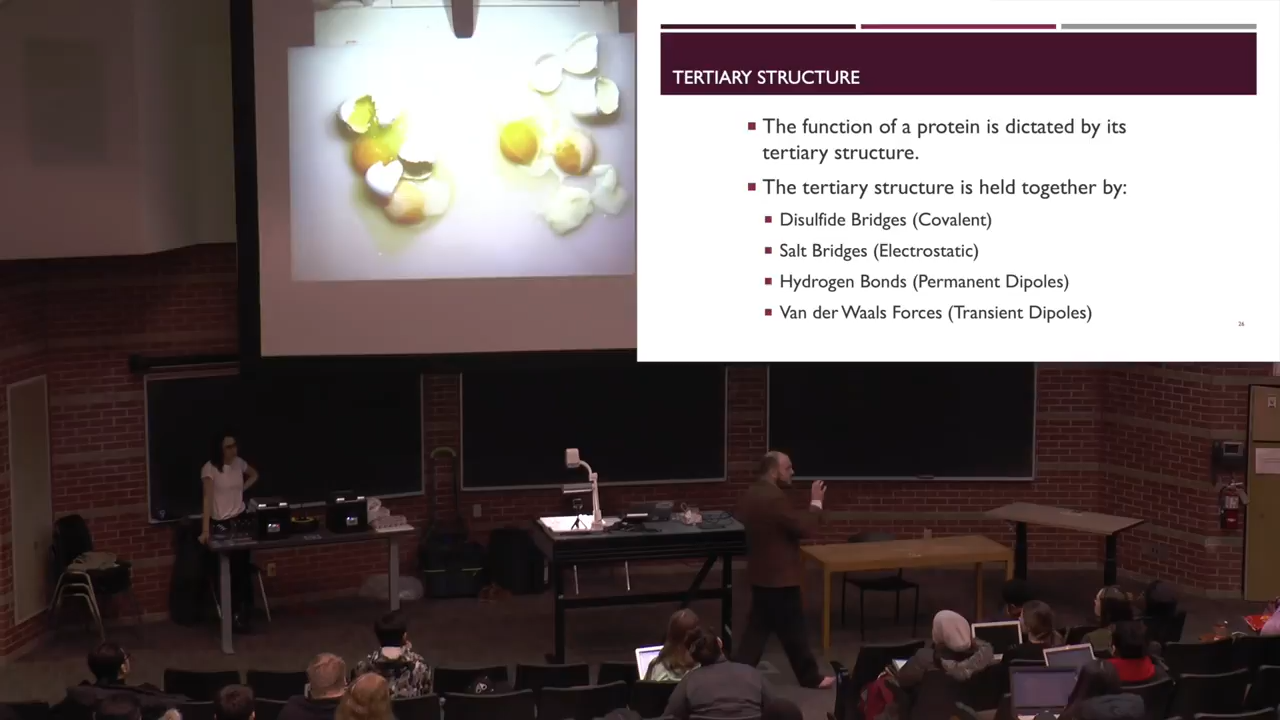 TERTIARY STRUCTURE
The function of a protein is dictated by its
tertiary structure.
The tertiary structure is held together by:
Disulfide Bridges (Covalent)
Salt Bridges (Electrostatic)
Hydrogen Bonds (Permanent Dipoles)
Van der Waals Forces (Transient Dipoles)
26